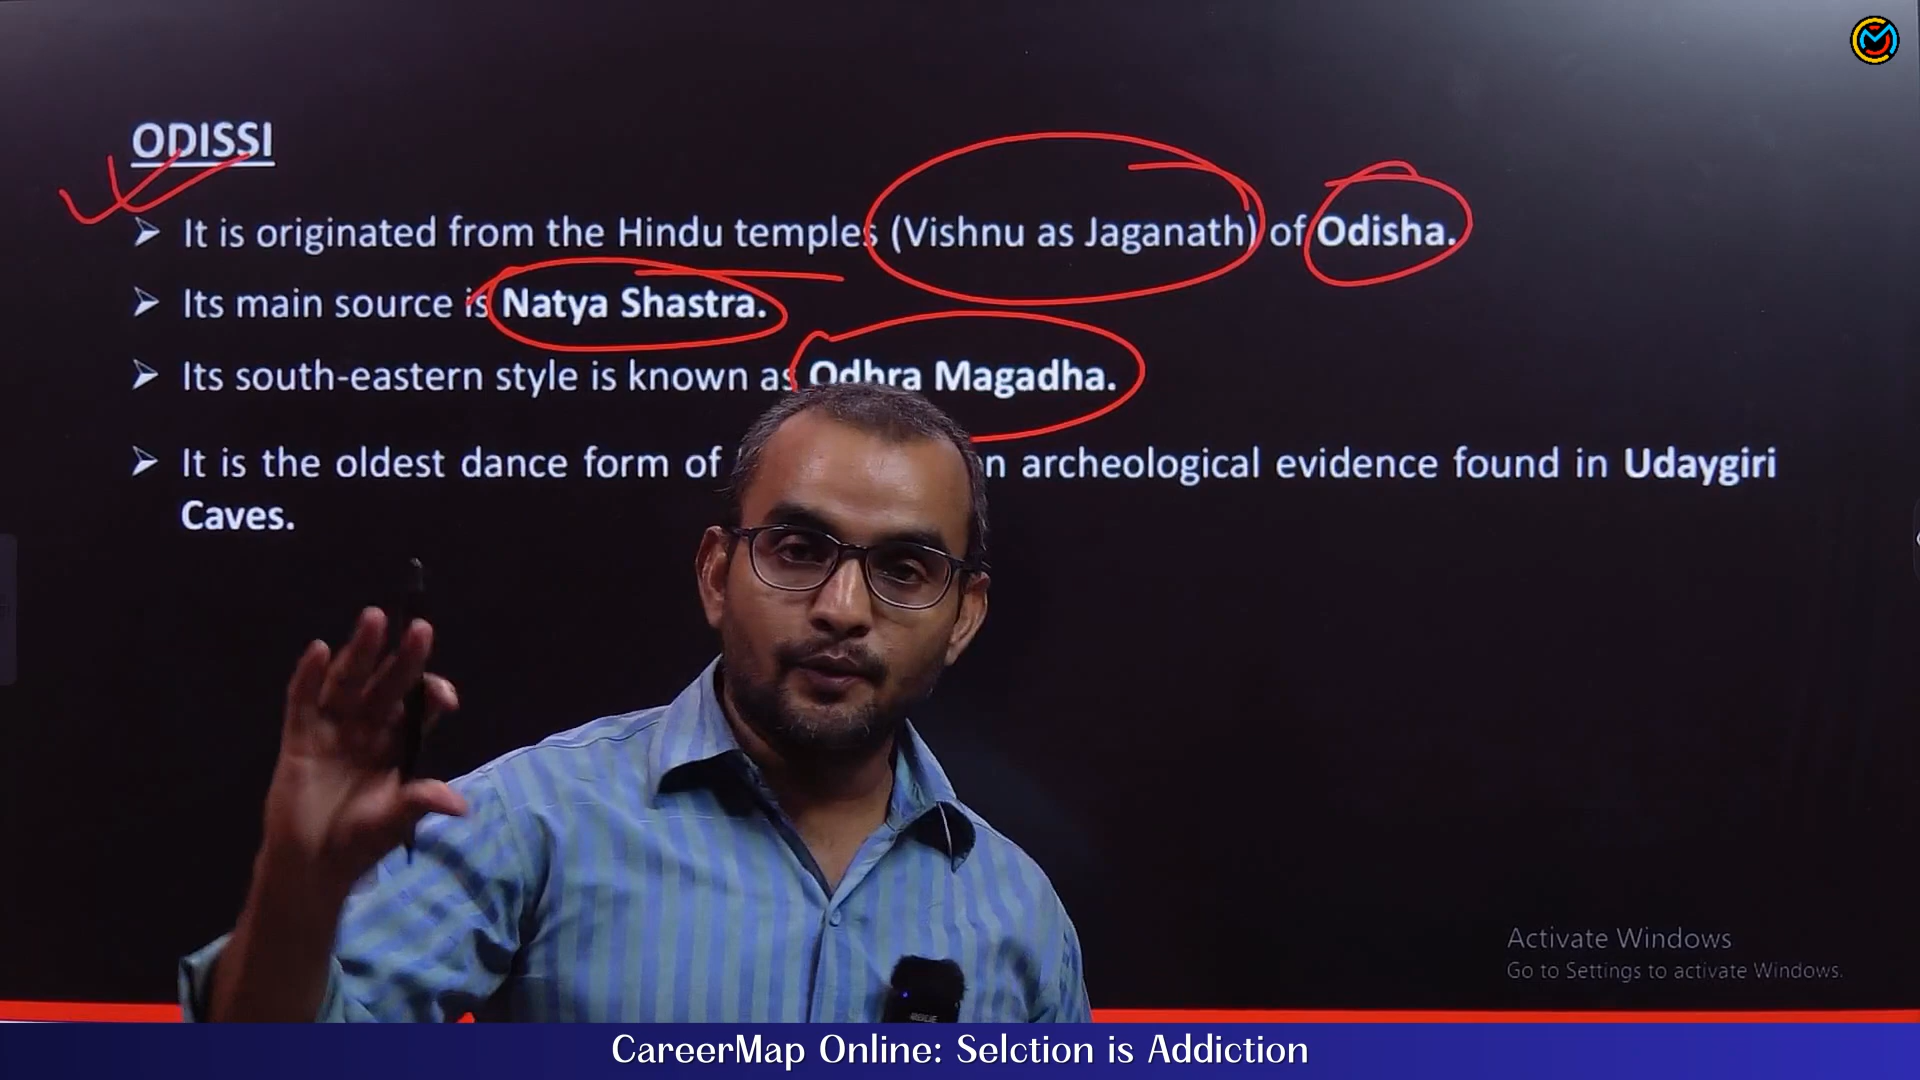 ODISSI
➤ It is originated from the Hindu temples (Vishnu as Jaganath) of Odisha.
➤ Its main source is Natya Shastra.
➤ Its south-eastern style is known as Odhra Magadha.
➤ It is the oldest dance form of archeological evidence found in Udaygiri
Caves.
Activate Windows
Go to Settings to activate Windows.
CareerMap Online: Selction is Addiction